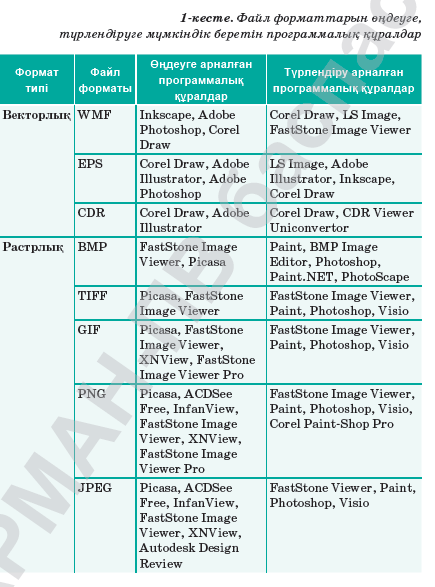 1-кесте. Файл форматтарын өңдеуге,
түрлендіруге мүмкіндік беретін программалық құралдар
Формат типі
Файл форматы
Өңдеуге арналған программалық құралдар
Түрлендіру арналған программалық құралдар
Векторлық
WMF
Inkscape, Adobe
Photoshop, Corel
Draw
Corel Draw, LS Image,
FastStone Image Viewer
EPS
Corel Draw, Adobe
Illustrator, Adobe
Photoshop
LS Image, Adobe
Illustrator, Inkscape,
Corel Draw
CDR
Corel Draw, Adobe
Illustrator
Corel Draw, CDR Viewer
Uniconvertor
Растрлық
BMP
FastStone Image
Viewer, Picasa
Paint, BMP Image
Editor, Photoshop,
Paint.NET, PhotoScape
TIFF
Picasa, FastStone
Image Viewer
FastStone Image Viewer,
Paint, Photoshop, Visio
GIF
Picasa, FastStone
Image Viewer,
XNView, FastStone
Image Viewer Pro
FastStone Image Viewer,
Paint, Photoshop, Visio
PNG
Picasa, ACDSee
Free, InfanView,
FastStone Image
Viewer, XNView,
FastStone Image
Viewer Pro
FastStone Image Viewer,
Paint, Photoshop, Visio,
Corel Paint-Shop Pro
JPEG
Picasa, ACDSee
Free, InfanView,
FastStone Image
Viewer, XNView,
Autodesk Design
Review
FastStone Viewer, Paint,
Photoshop, Visio